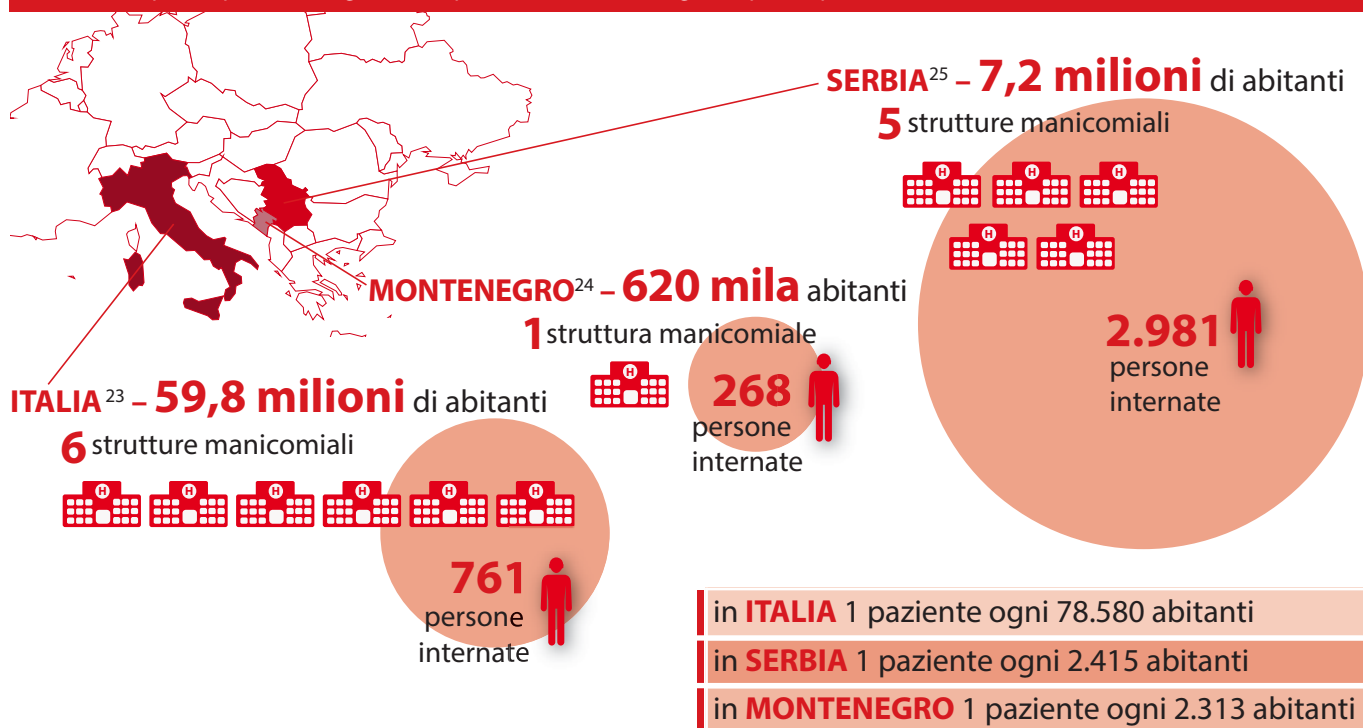 SERBIA25 – 7,2 milioni di abitanti
5 strutture manicomiali
H H H
H H
2.981
persone
internate
MONTENEGRO24 – 620 mila abitanti
1 struttura manicomiale
H
268
persone
internate
ITALIA 23 – 59,8 milioni di abitanti
6 strutture manicomiali
H H H H H H
761
persone
internate
in ITALIA 1 paziente ogni 78.580 abitanti
in SERBIA 1 paziente ogni 2.415 abitanti
in MONTENEGRO 1 paziente ogni 2.313 abitanti